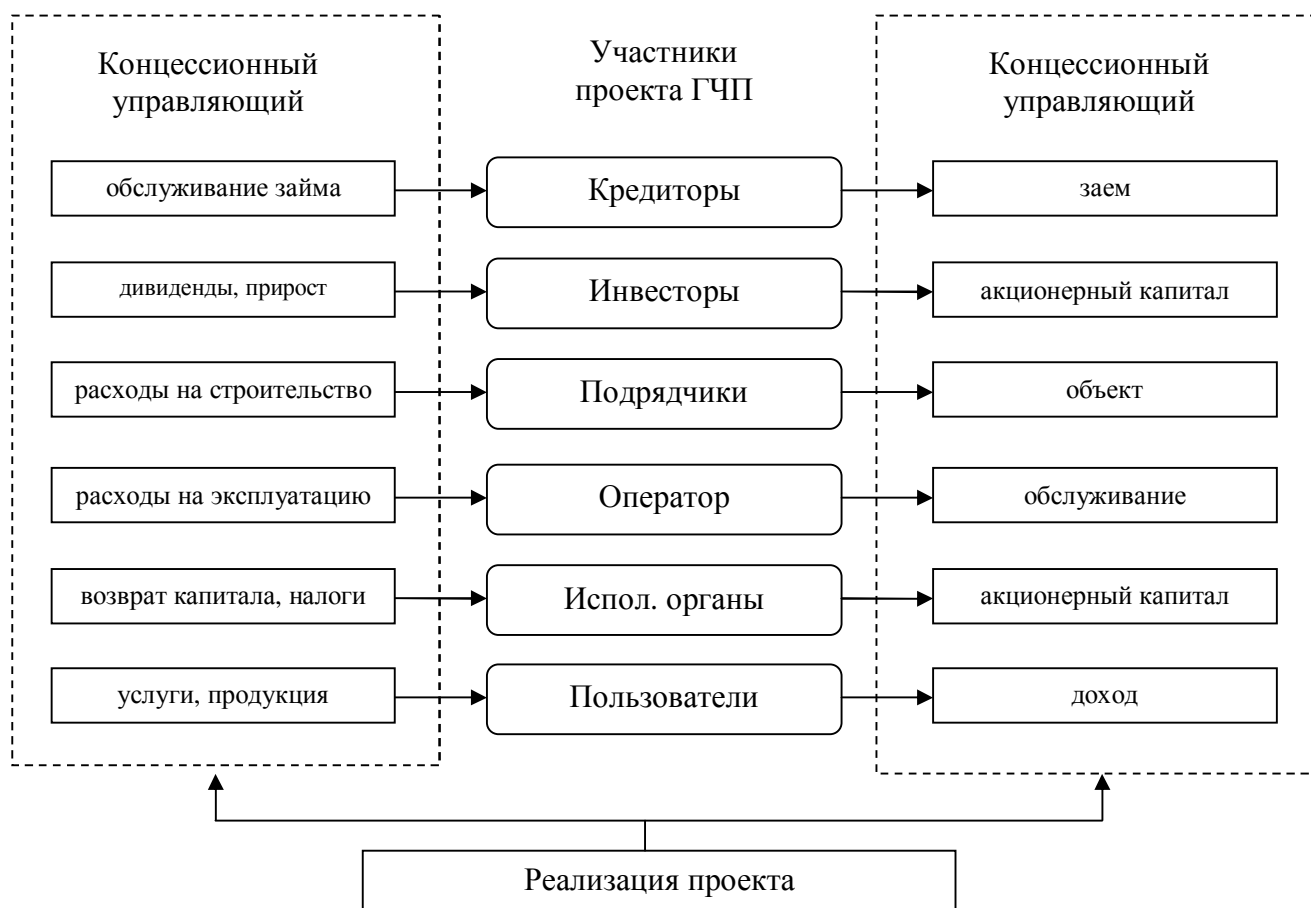 Концессионный
управляющий
Участники
проекта ГЧП
Концессионный
управляющий
обслуживание займа
Кредиторы
заем
дивиденды, прирост
Инвесторы
акционерный капитал
расходы на строительство
Подрядчики
объект
расходы на эксплуатацию
Оператор
обслуживание
возврат капитала, налоги
Испол. органы
акционерный капитал
услуги, продукция
Пользователи
доход
Реализация проекта